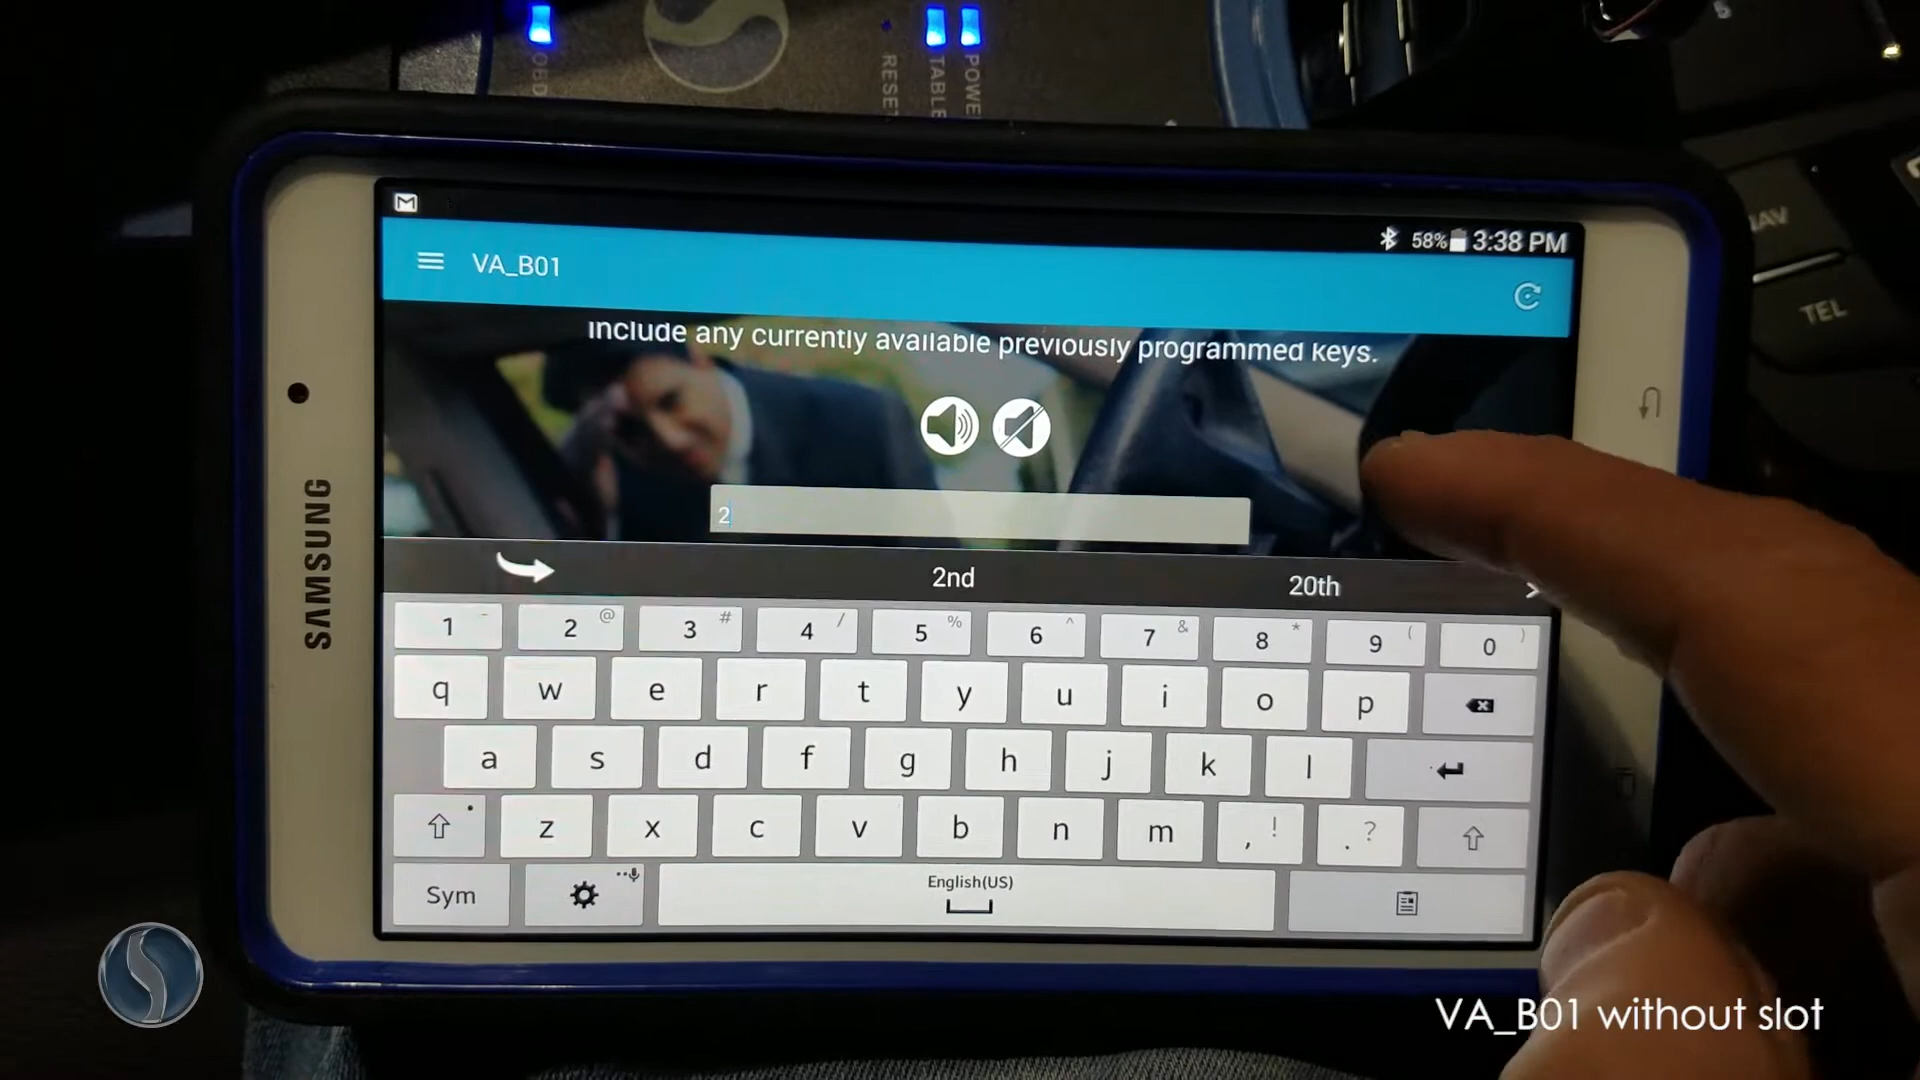 OBD
RESET
TABLE
POWE
S
NAV
TEL
SAMSUNG
58% 3:38 PM
VA_B01
Include any currently available previously programmed keys.
2
2nd 20th
1 - 2 @ 3 # 4 / 5 % 6 ^ 7 & 8 * 9 ( 0 )
q w e r t y u i o p
a s d f g h j k l
z x c v b n m , ! . ?
Sym English(US)
VA_B01 without slot